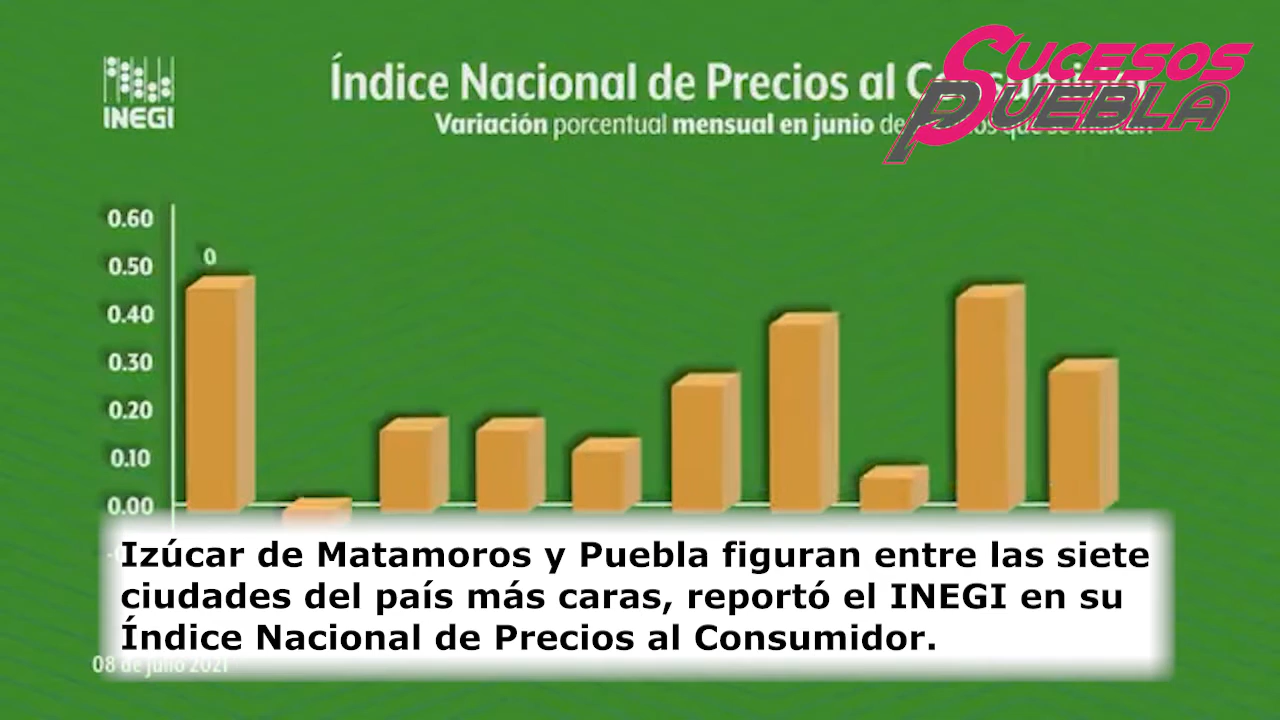 INEGI
Índice Nacional de Precios al
SUCESOS
PUEBLA
Variación porcentual mensual en junio de
0.60
0.50
0
0.40
0.30
0.20
0.10
0.00
Izúcar de Matamoros y Puebla figuran entre las siete
ciudades del país más caras, reportó el INEGI en su
Índice Nacional de Precios al Consumidor.
08 de julio 2021